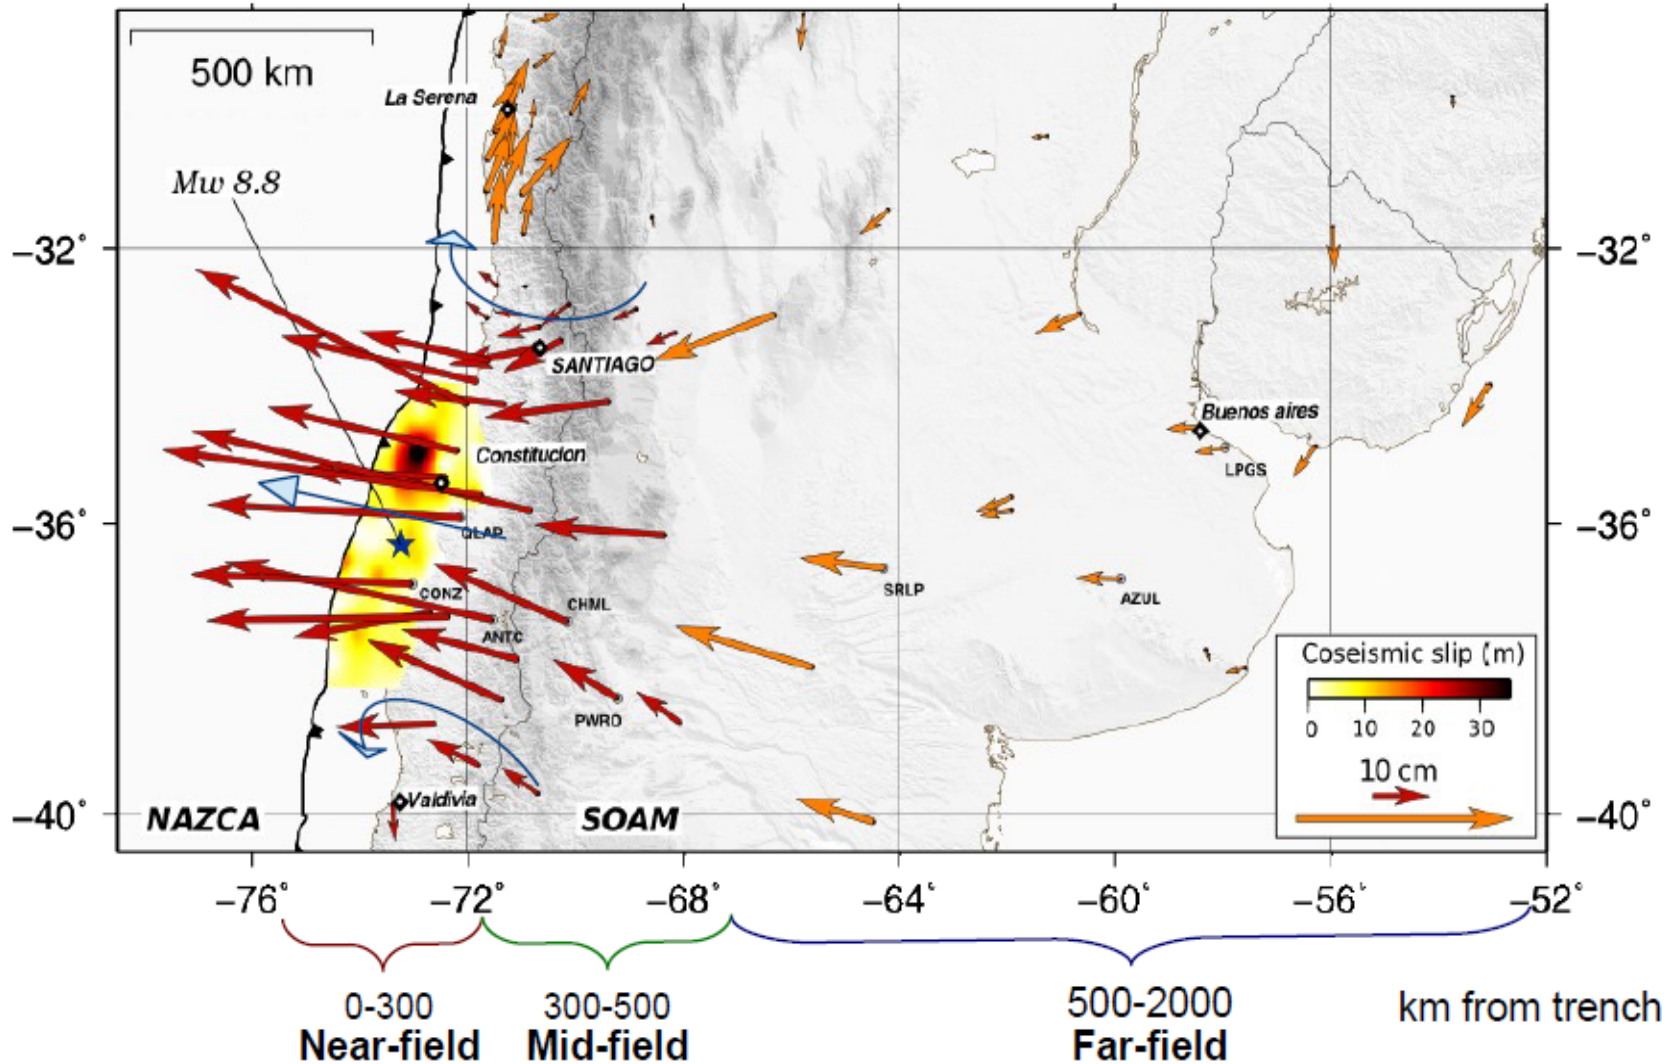 500 km
La Serena
Mw 8.8
−32°
−32°
SANTIAGO
Buenos aires
Constitucion
LPGS
−36°
QLAP
−36°
CONZ
CHML
SRLP
AZUL
ANTC
PWRO
Coseismic slip (m)
0 10 20 30
10 cm
Valdivia
−40°
NAZCA
SOAM
−40°
−76° −72° −68° −64° −60° −56° −52°
0-300 300-500 500-2000 km from trench
Near-field Mid-field Far-field